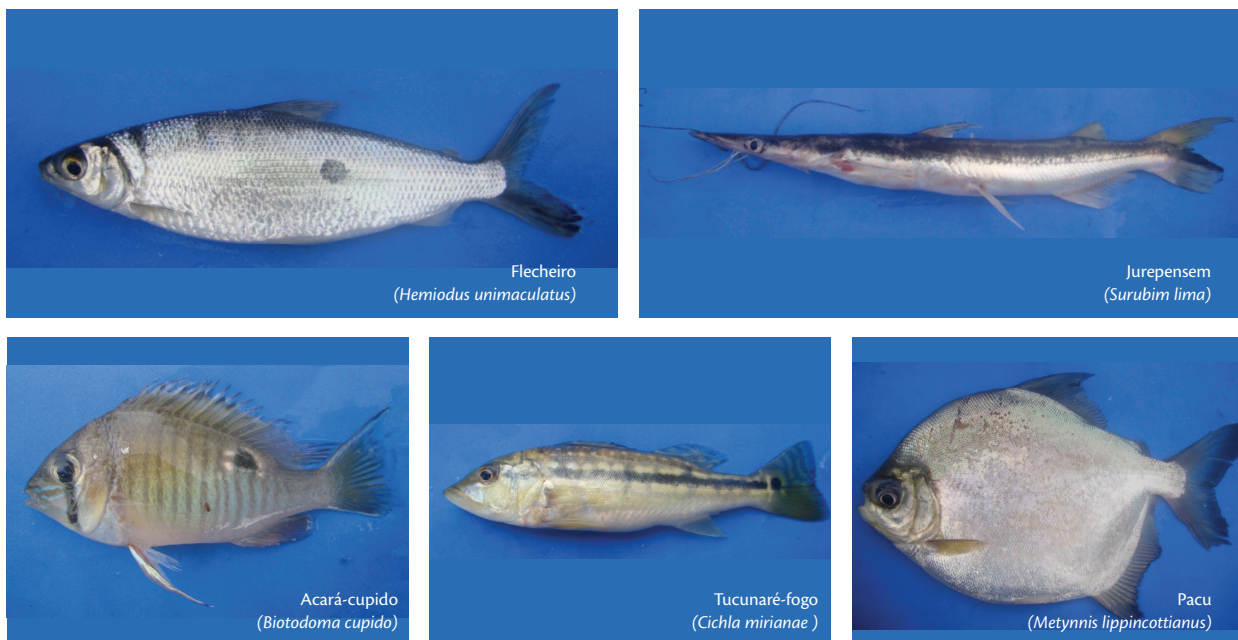 Flecheiro
(Hemiodus unimaculatus)
Jurepensem
(Surubim lima)
Acará-cupido
(Biotodoma cupido)
Tucunaré-fogo
(Cichla mirianae )
Pacu
(Metynnis lippincottianus)